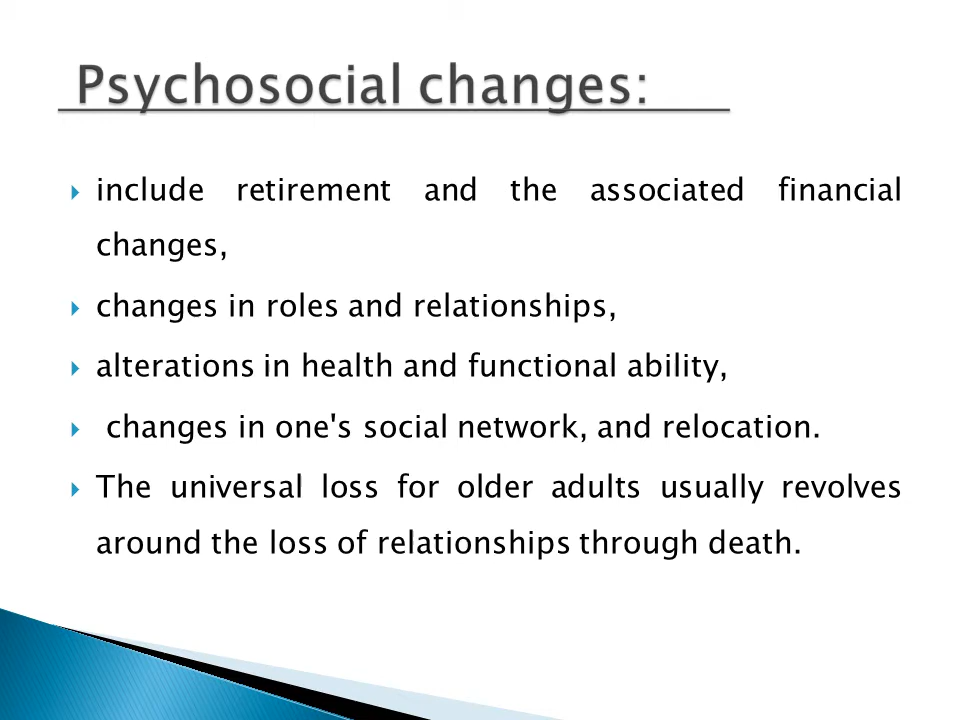 Psychosocial changes:
include retirement and the associated financial
changes,
changes in roles and relationships,
alterations in health and functional ability,
changes in one's social network, and relocation.
The universal loss for older adults usually revolves
around the loss of relationships through death.